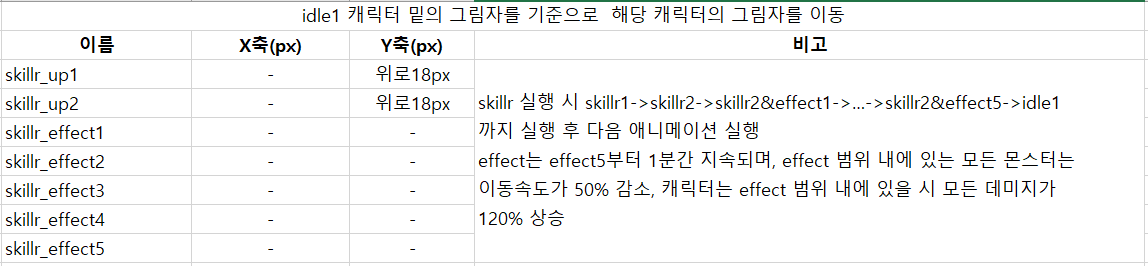 idle1 캐릭터 밑의 그림자를 기준으로  해당 캐릭터의 그림자를 이동
이름 X축(px) Y축(px) 비고
skillr_up1 - 위로18px
skillr_up2 - 위로18px
skillr_effect1 - -
skillr_effect2 - -
skillr_effect3 - -
skillr_effect4 - -
skillr_effect5 - -
skillr 실행 시 skillr1->skillr2->skillr2&effect1->...->skillr2&effect5->idle1
까지 실행 후 다음 애니메이션 실행
effect는 effect5부터 1분간 지속되며, effect 범위 내에 있는 모든 몬스터는
이동속도가 50% 감소, 캐릭터는 effect 범위 내에 있을 시 모든 데미지가
120% 상승